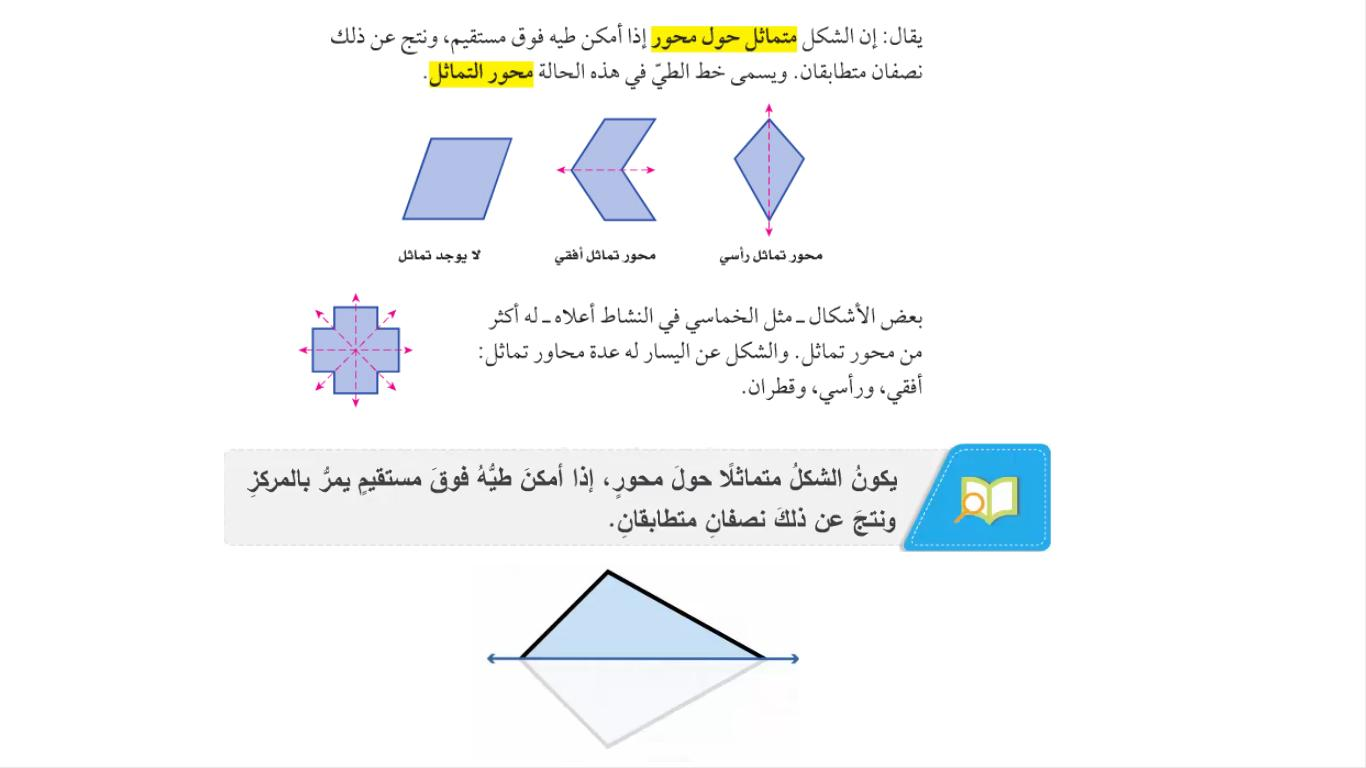 يقال: إن الشكل متماثل حول محور إذا أمكن طيه فوق مستقيم، ونتج عن ذلك
نصفان متطابقان. ويسمى خط الطيّ في هذه الحالة محور التماثل.
محور تماثل رأسي
محور تماثل أفقي
لا يوجد تماثل
بعض الأشكال ـ مثل الخماسي في النشاط أعلاه ـ له أكثر
من محور تماثل. والشكل عن اليسار له عدة محاور تماثل:
أفقي، ورأسي، وقطران.
يكونُ الشكلُ متماثلًا حولَ محورٍ، إذا أمكنَ طيُّهُ فوقَ مستقيمٍ يمرُّ بالمركزِ
ونتجَ عن ذلكَ نصفانِ متطابقانِ.